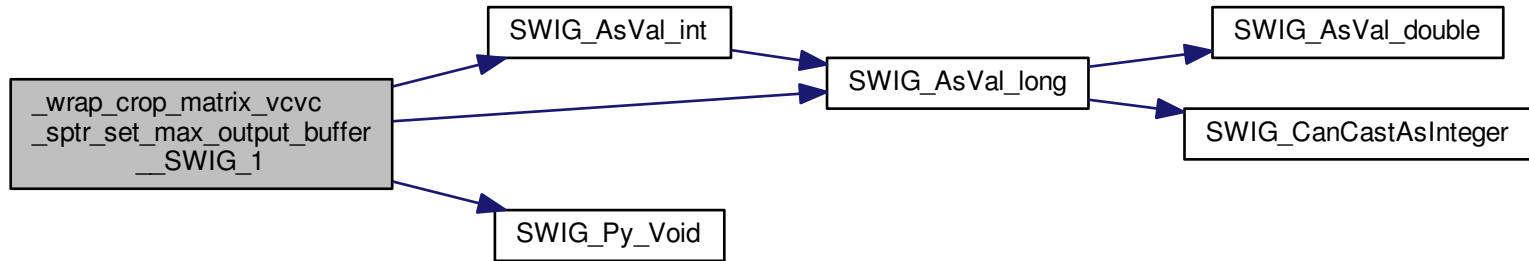 _wrap_crop_matrix_vcvc
_sptr_set_max_output_buffer
__SWIG_1
SWIG_AsVal_int
SWIG_Py_Void
SWIG_AsVal_long
SWIG_AsVal_double
SWIG_CanCastAsInteger